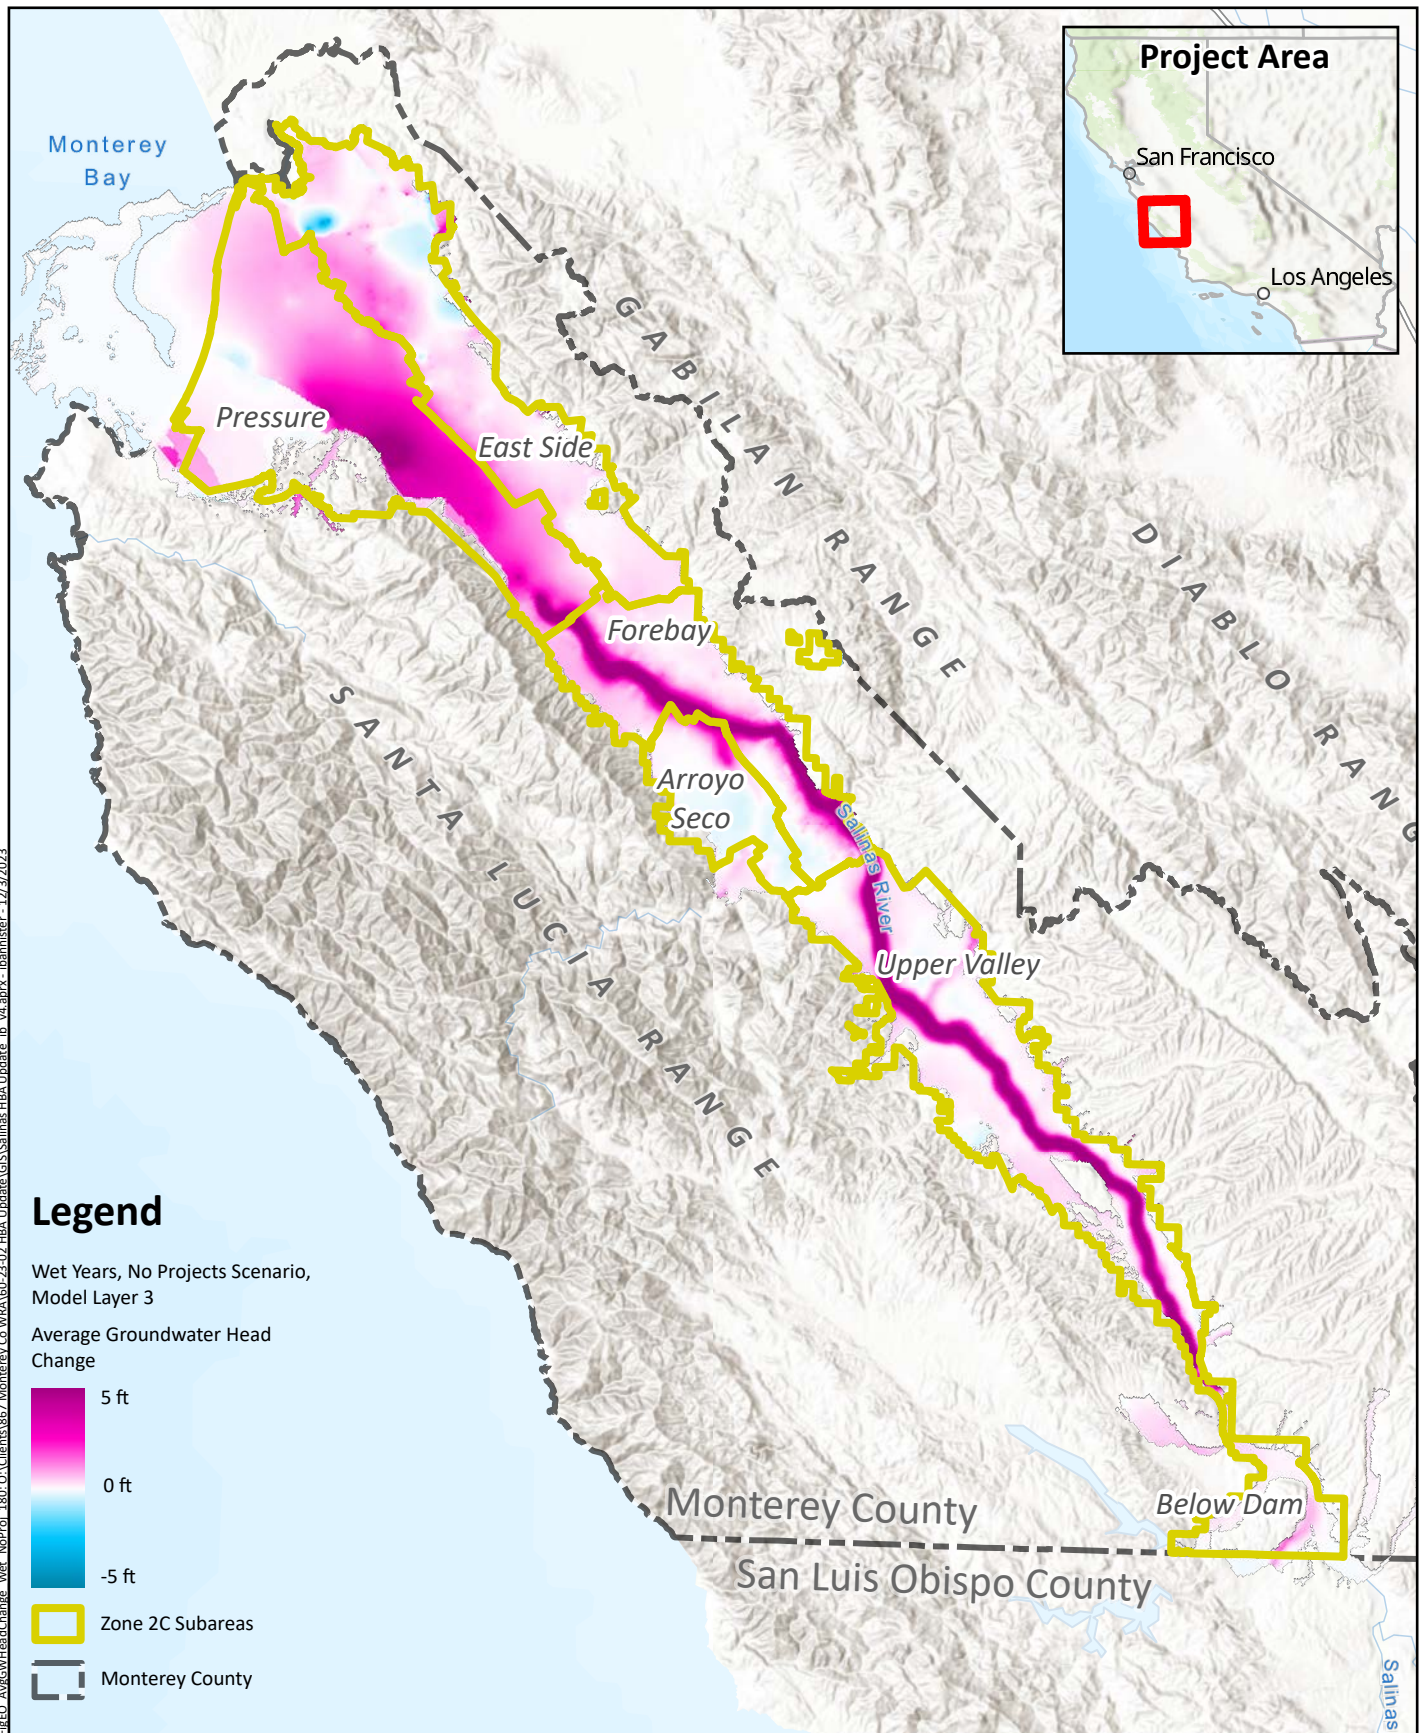 Project Area
San Francisco
Los Angeles
Monterey
Bay
GABILAN RANGE
DIABLO RANG
SANTA LUCIA RANGE
Pressure
East Side
Forebay
Arroyo
Seco
Salinas River
Upper Valley
Below Dam
Monterey County
San Luis Obispo County
Salinas
Legend
Wet Years, No Projects Scenario,
Model Layer 3
Average Groundwater Head
Change
5 ft
0 ft
-5 ft
Zone 2C Subareas
Monterey County